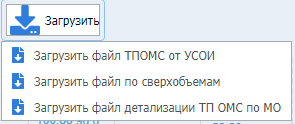 Загрузить
Загрузить файл ТПОМС от УСОИ
Загрузить файл по сверхобъемам
Загрузить файл детализации ТП ОМС по МО